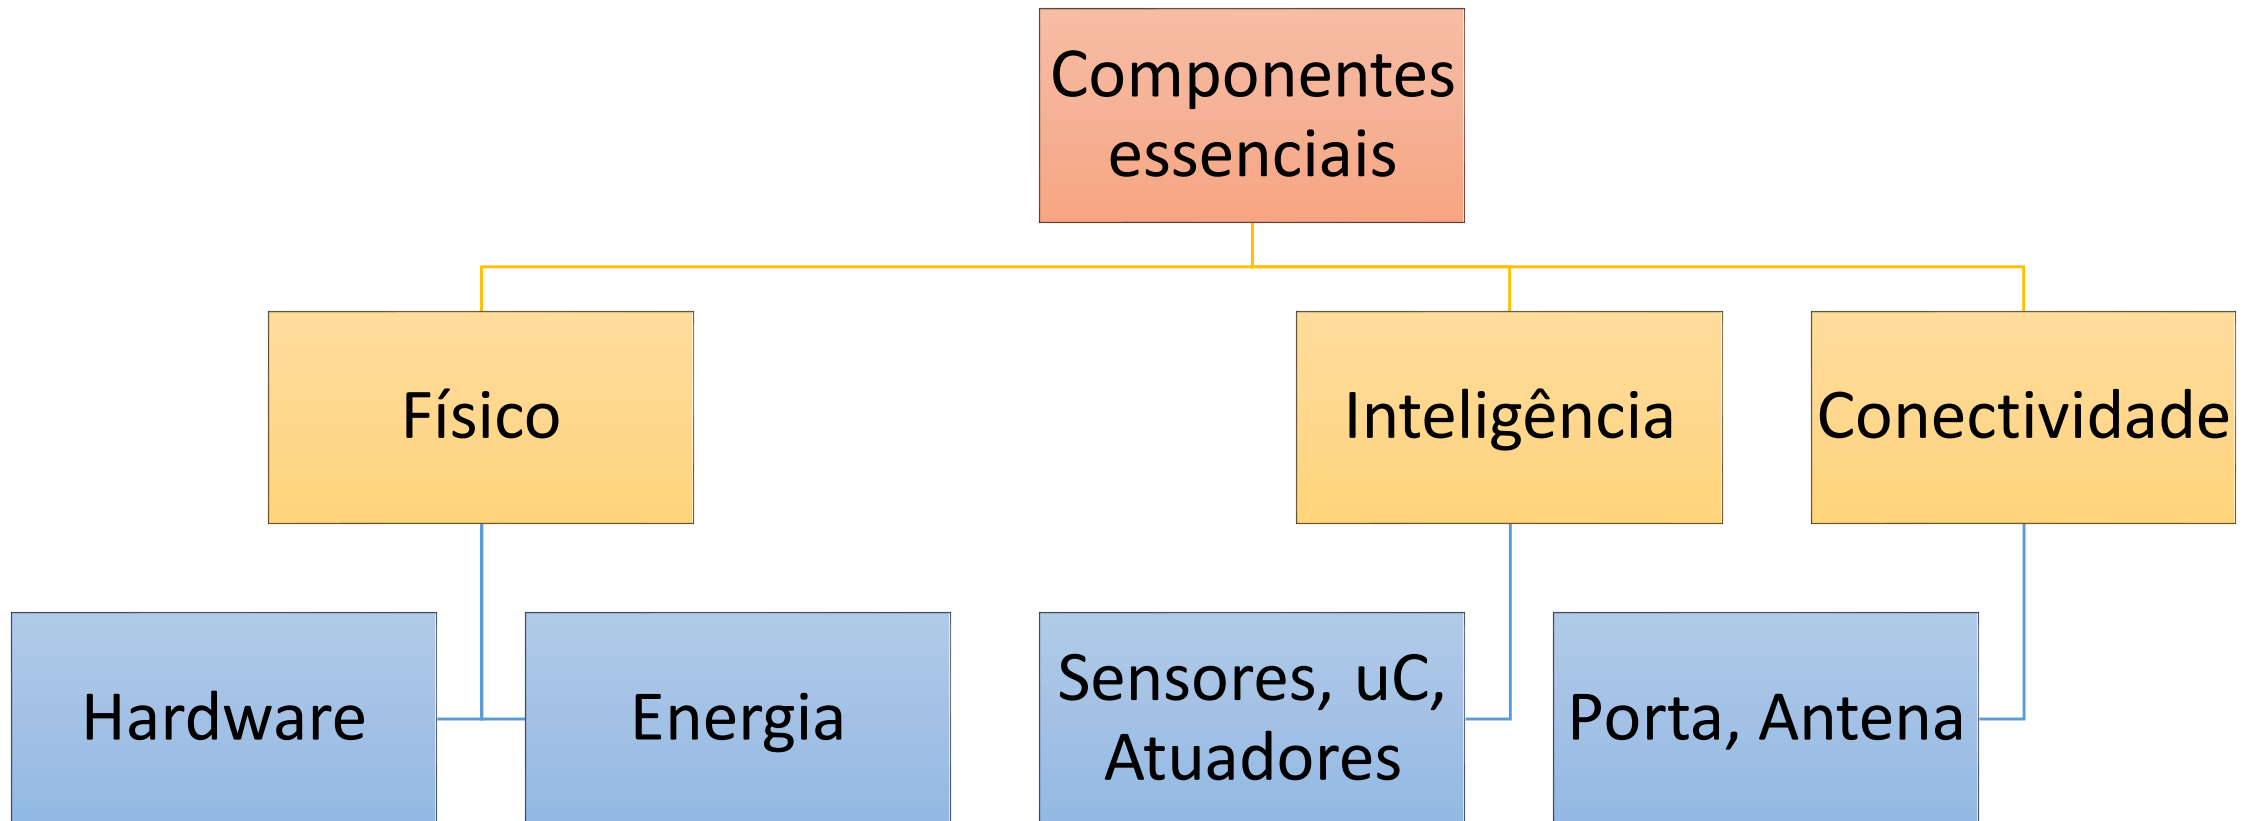 Componentes
essenciais
Físico
Inteligência
Conectividade
Hardware
Energia
Sensores, uC,
Atuadores
Porta, Antena